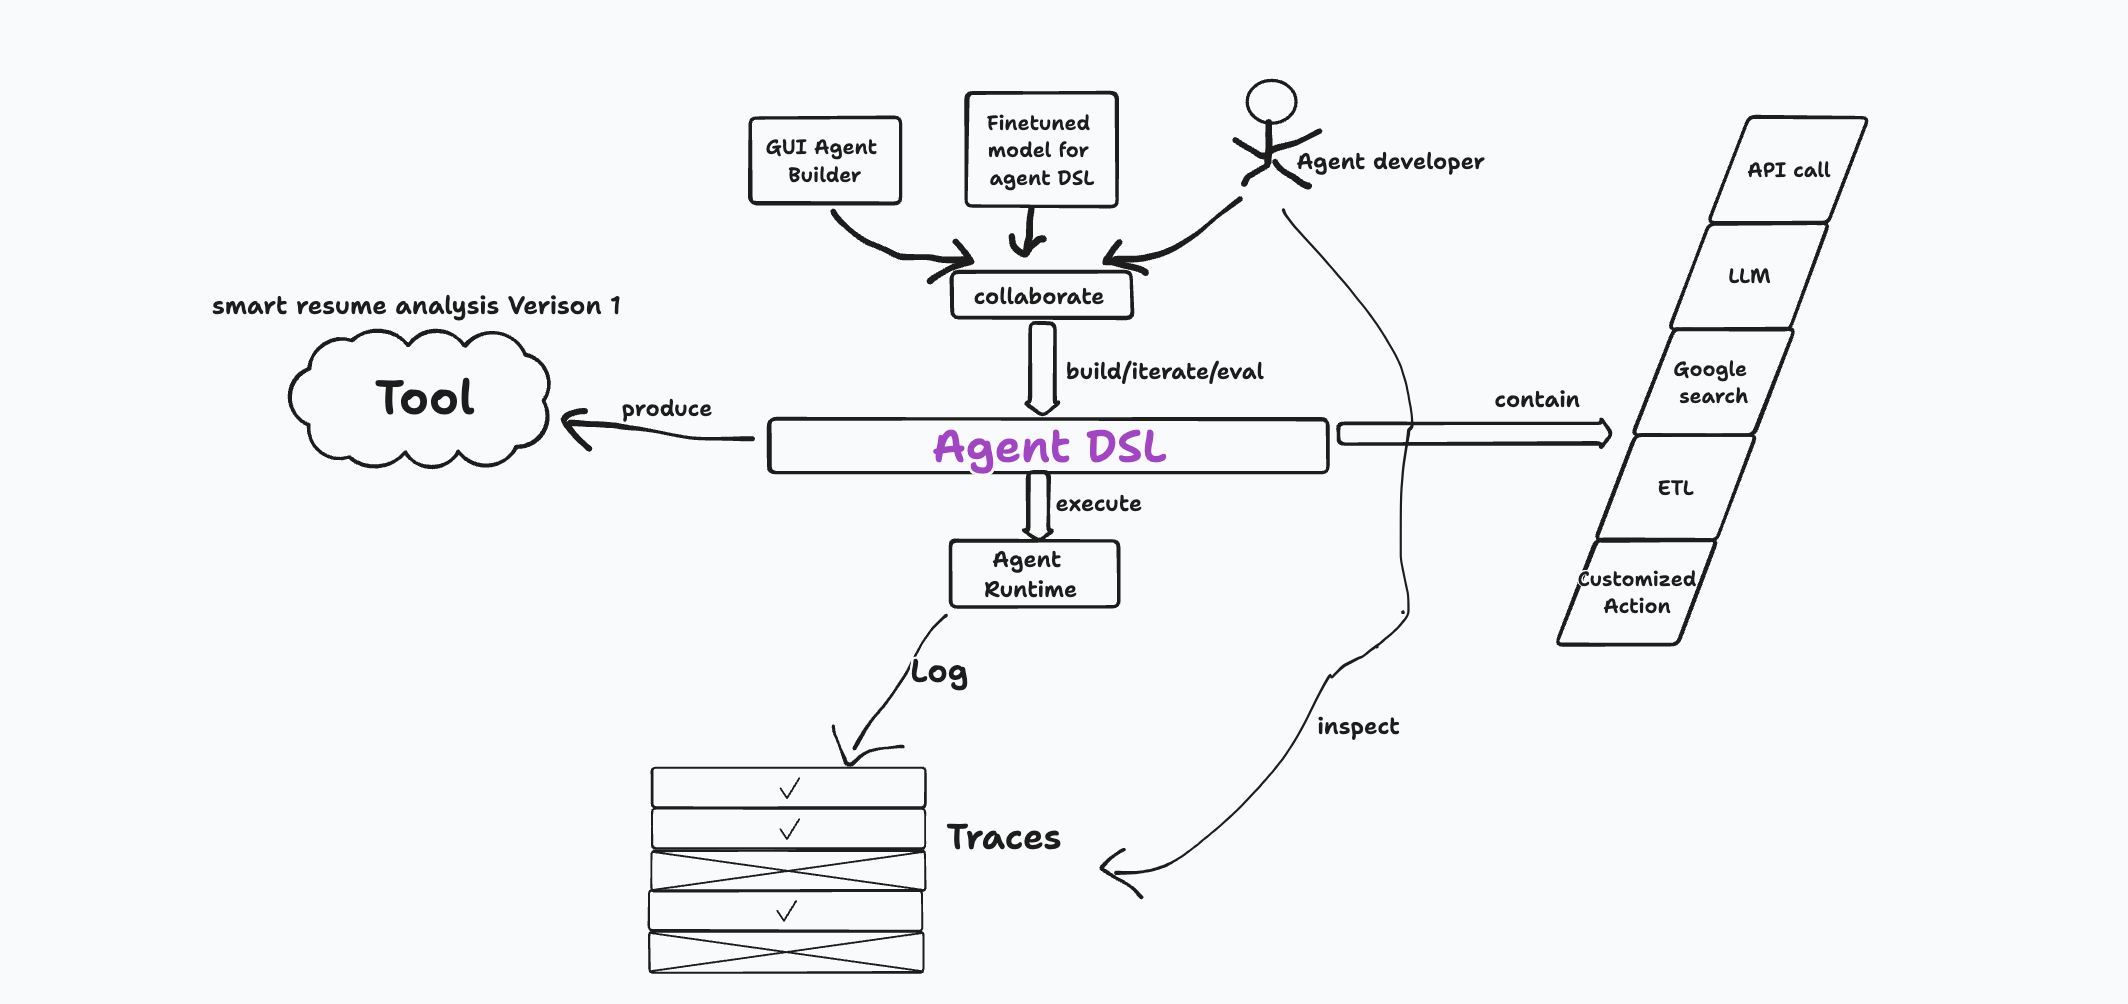 GUI Agent
Builder
Finetuned
model for
agent DSL
Agent developer
collaborate
build/iterate/eval
smart resume analysis Verison 1
Tool
produce
Agent DSL
contain
API call
LLM
Google
search
ETL
Customized
Action
execute
Agent
Runtime
Log
Traces
inspect